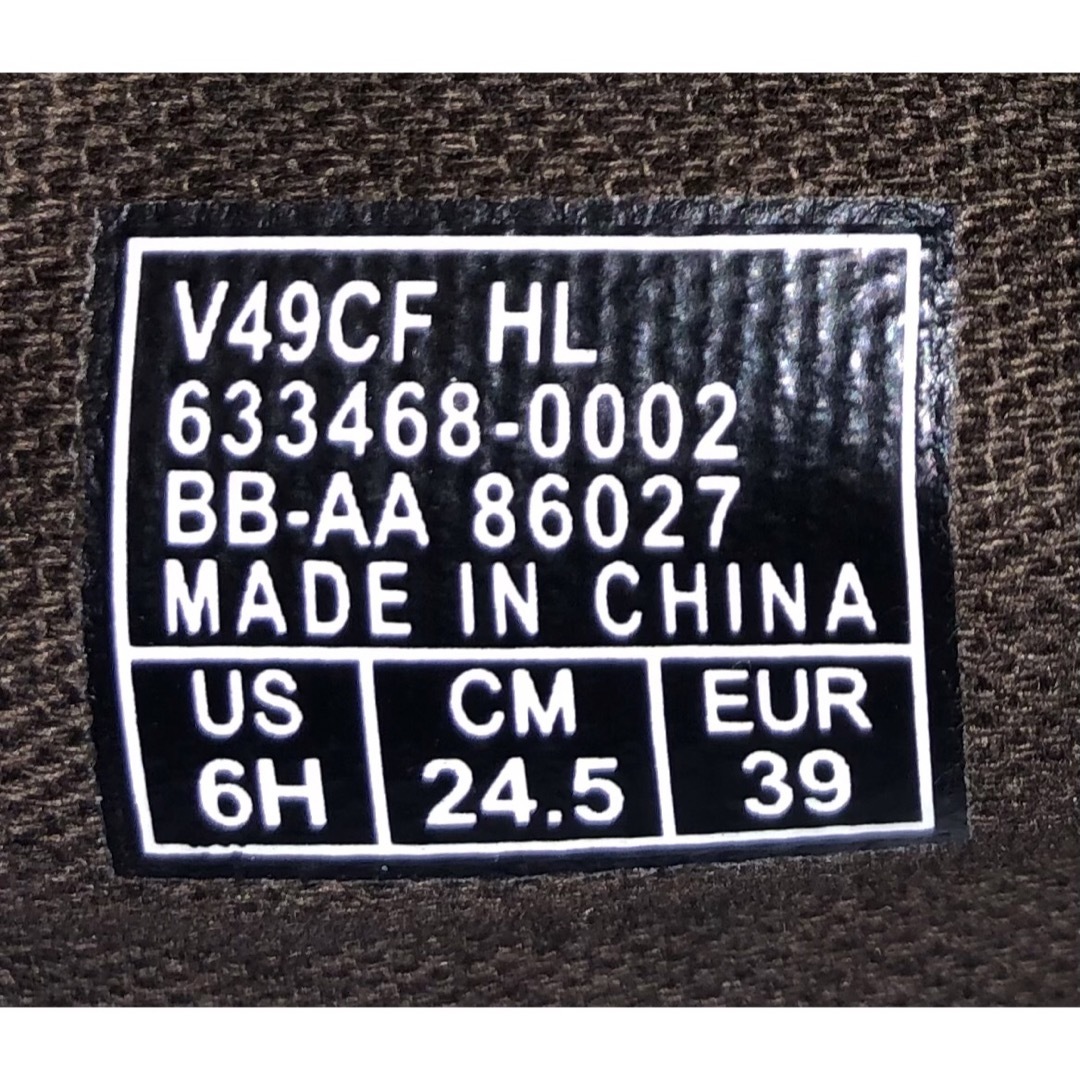 V49CF HL
633468-0002
BB-AA 86027
MADE IN CHINA
US CM EUR
6H 24.5 39